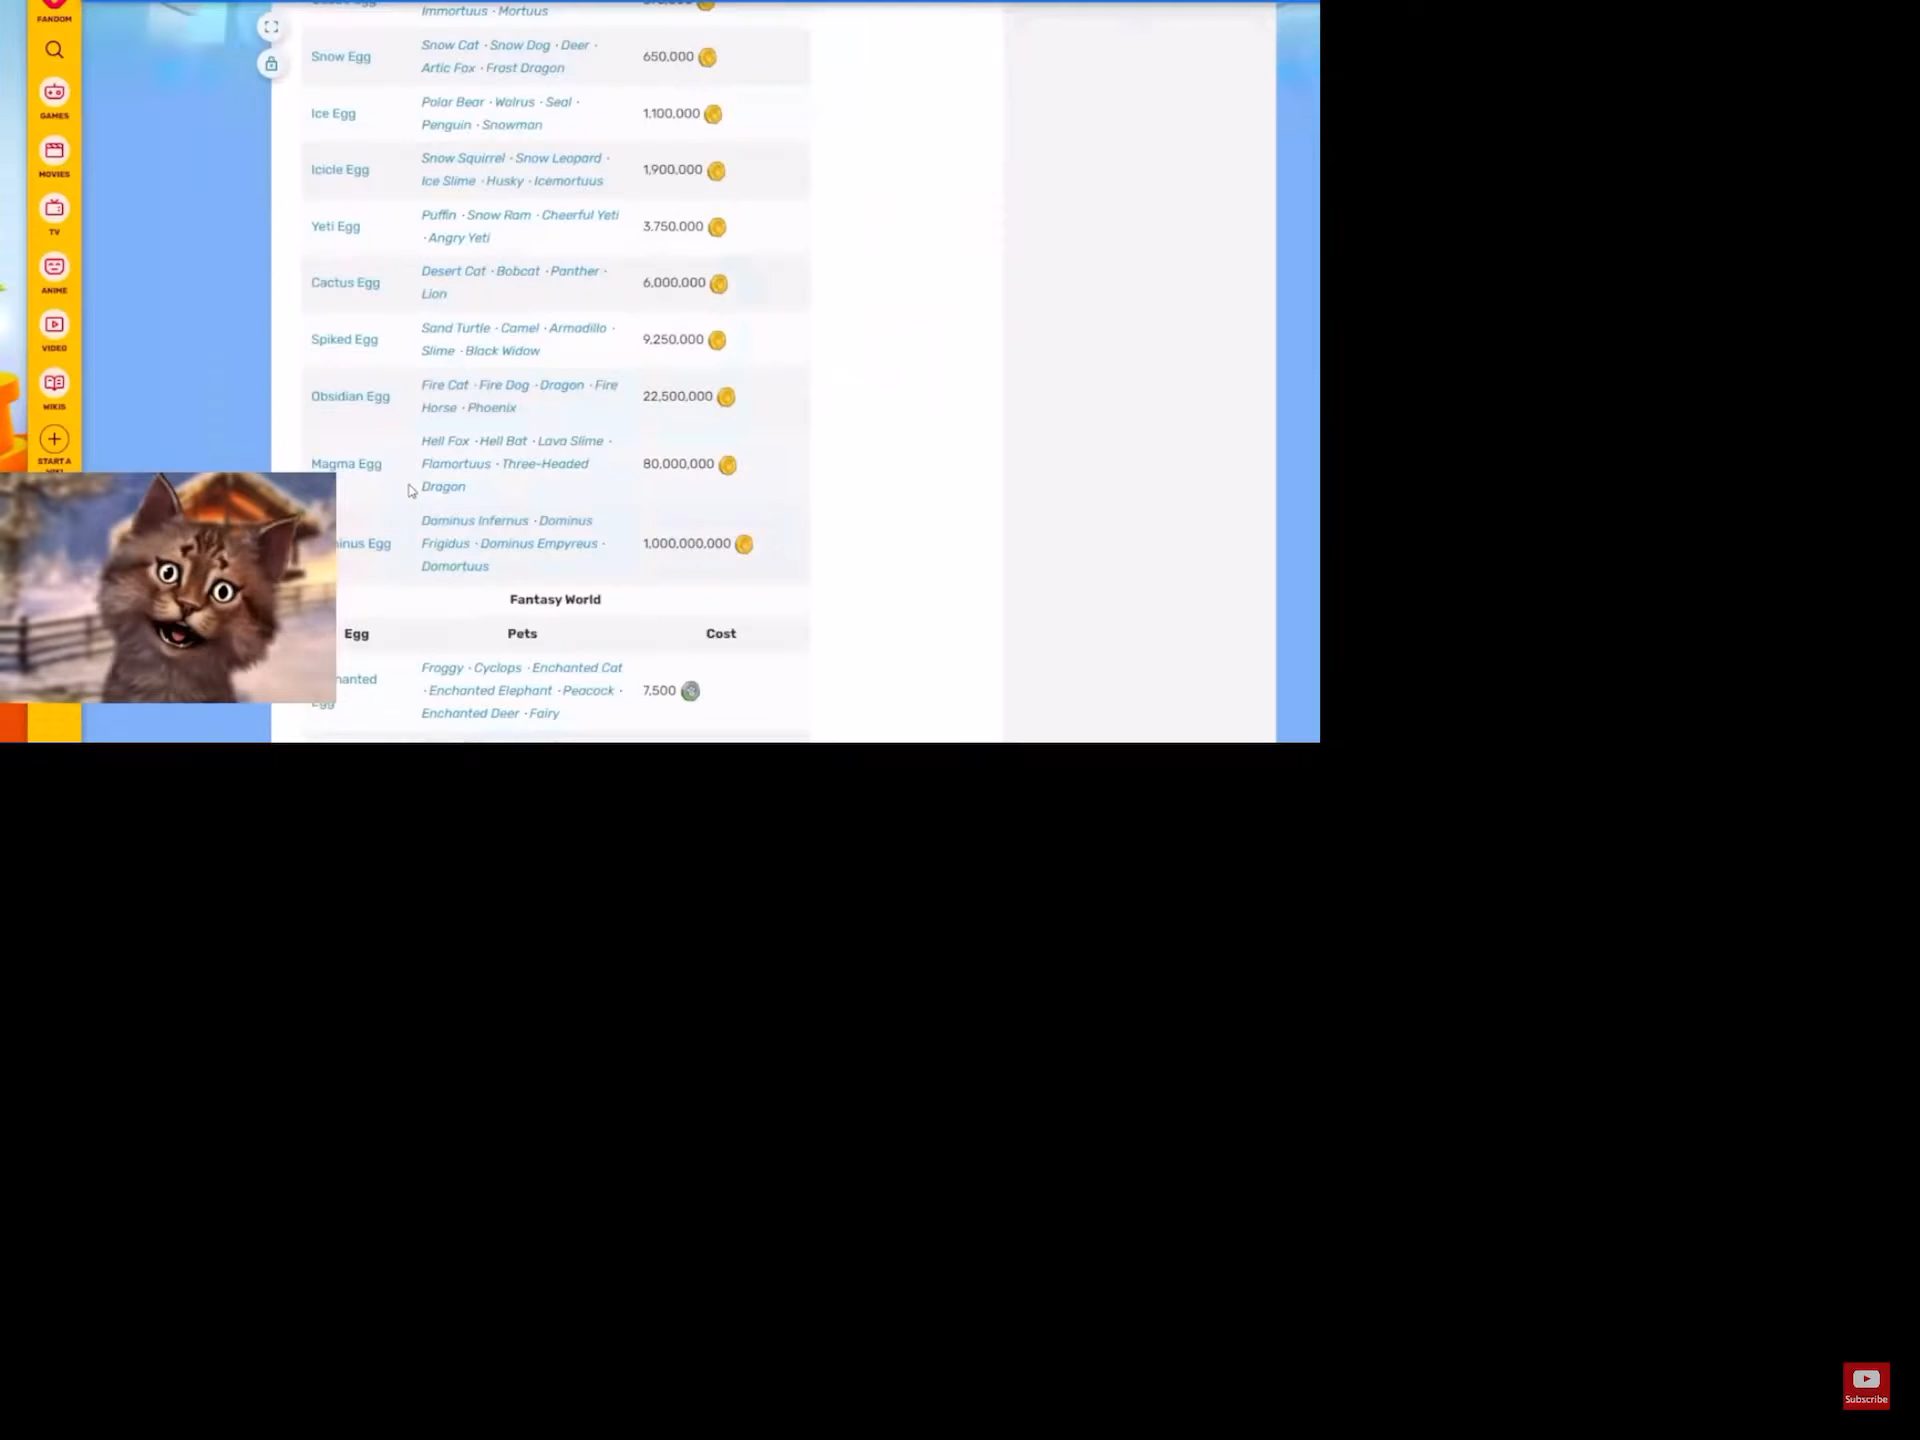 FANDOM
GAMES
MOVIES
TV
ANIME
VIDEO
WIKIS
START A
Immortuus · Mortuus
Snow Egg
Snow Cat · Snow Dog · Deer ·
Artic Fox · Frost Dragon
650,000
Ice Egg
Polar Bear · Walrus · Seal ·
Penguin · Snowman
1,100,000
Icicle Egg
Snow Squirrel · Snow Leopard ·
Ice Slime · Husky · Icemortuus
1,900,000
Yeti Egg
Puffin · Snow Ram · Cheerful Yeti
· Angry Yeti
3,750,000
Cactus Egg
Desert Cat · Bobcat · Panther ·
Lion
6,000,000
Spiked Egg
Sand Turtle · Camel · Armadillo ·
Slime · Black Widow
9,250,000
Obsidian Egg
Fire Cat · Fire Dog · Dragon · Fire
Horse · Phoenix
22,500,000
Magma Egg
Hell Fox · Hell Bat · Lava Slime ·
Flamortuus · Three-Headed
Dragon
80,000,000
inus Egg
Dominus Infernus · Dominus
Frigidus · Dominus Empyreus ·
Domortuus
1,000,000,000
Fantasy World
Egg Pets Cost
hanted
Egg
Froggy · Cyclops · Enchanted Cat
· Enchanted Elephant · Peacock ·
Enchanted Deer · Fairy
7,500
Subscribe